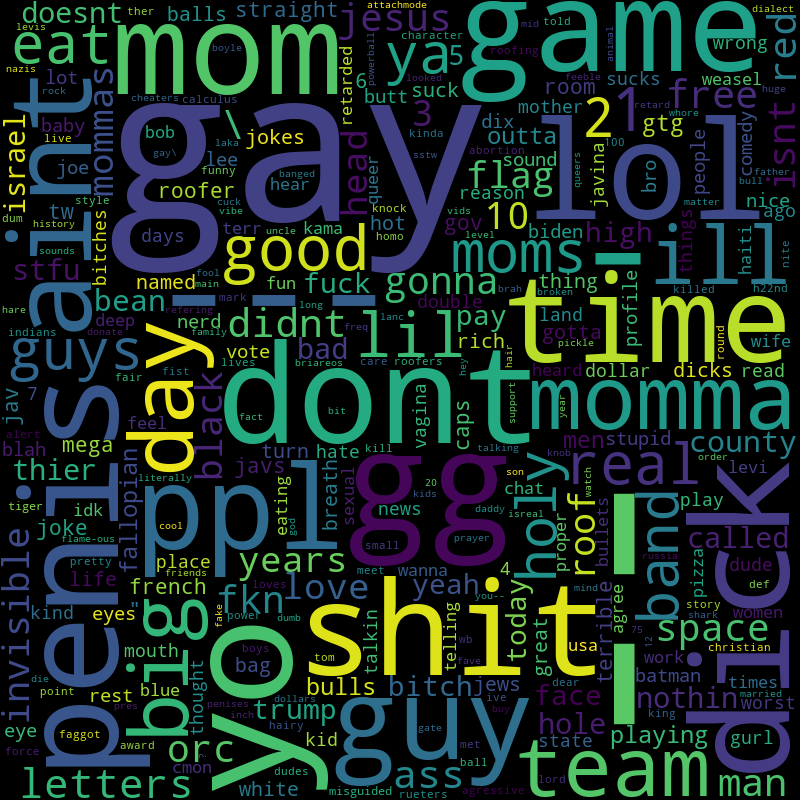 attachmode
dialect
levis
ther
balls
straight
jesus
character
mid
told
nazis
doesnt
mom
game
wrong
red
eat
ya
5
boyle
powerball
roofing
animal
feeble
huge
rock
cheaters
calculus
6
retarded
looked
suck
sucks
room
weasel
lot
butt
3
mother
1
free
israel
aint
mommas
gay
lol
2
gtg
retard
whore
baby
bob
\
jokes
head
kinda
dix
outta
javina
100
isnt
live
joe
gay\
lee
laka
sstw
abortion
queers
bro
people
comedy
father
style
funny
hear
queer
flag
sound
bull
dum
history
roofer
banged
knock
vids
reason
matter
nice
ago
tw
cuck
kama
hot
gov
10
biden
high
things
sounds
bitches
days
vibe
terr
uncle
homo
level
moms
haiti
nite
stfu
good
ill
killed
die
hare
named
fool
main
fun
fuck
gonna
thing
profile
h22nd
bean
mark
long
double
brah
broken
land
indians
deep
refering
donate
didnt
lil
pay
time
gotta
wife
guys
nerd
family
freq
lanc
rich
pickle
round
fair
day
vote
bad
hey
hair
heard
dollar
dicks
read
jav
7
fist
lives
briareos
care
roofers
support
year
feel
black
fact
dont
bit
vagina
caps
momma
alert
blah
mega
turn
hate
kill
talking
men
stupid
county
knob
order
literally
javs
sexual
gg
son
holy
real
levi
thier
fallopian
tiger
idk
ppl
eating
breath
20
kids
chat
watch
joke
flame-ous
cool
god
news
daddy
isreal
proper
roof
bullets
play
penis
invisible
pretty
place
years
small
prayer
band
called
dick
friends
life
french
love
meet
wanna
yeah
4
russia
pizza
dude
def
kind
"
loves
fkn
you--
mind
agree
story
women
shark
eyes
power
dumb
shit
today
usa
terrible
space
christian
mouth
fake
boys
tom
talkin
telling
wb
great
75
12
work
batman
eye
point
rest
blue
big
yo
bag
bulls
bitch
jews
fave
face
nothin
times
worst
thought
penises
dollars
live
dear
married
faggot
pres
inch
hairy
guy
gate
buy
hole
king
playing
gurl
force
award
orc
trump
met
ball
state
cmon
kid
ass
team
man
letters
white
dudes
misguided
rueters
agressive
lord